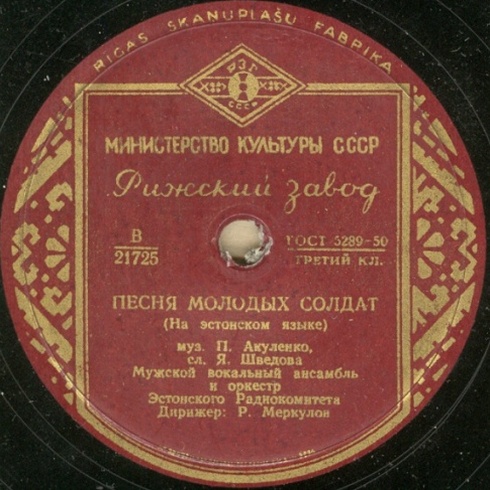 RIGAS SKAŅUPLAŠU FABRIKA
РЗГ
СССР
МИНИСТЕРСТВО КУЛЬТУРЫ СССР
Рижский завод
В
21725
ГОСТ 5289-50
ТРЕТИЙ КЛ.
ПЕСНЯ МОЛОДЫХ СОЛДАТ
(На эстонском языке)
муз. П. Акуленко,
сл. Я. Шведова
Мужской вокальный ансамбль
и оркестр
Эстонского Радиокомитета
Дирижер: Р. Меркулов